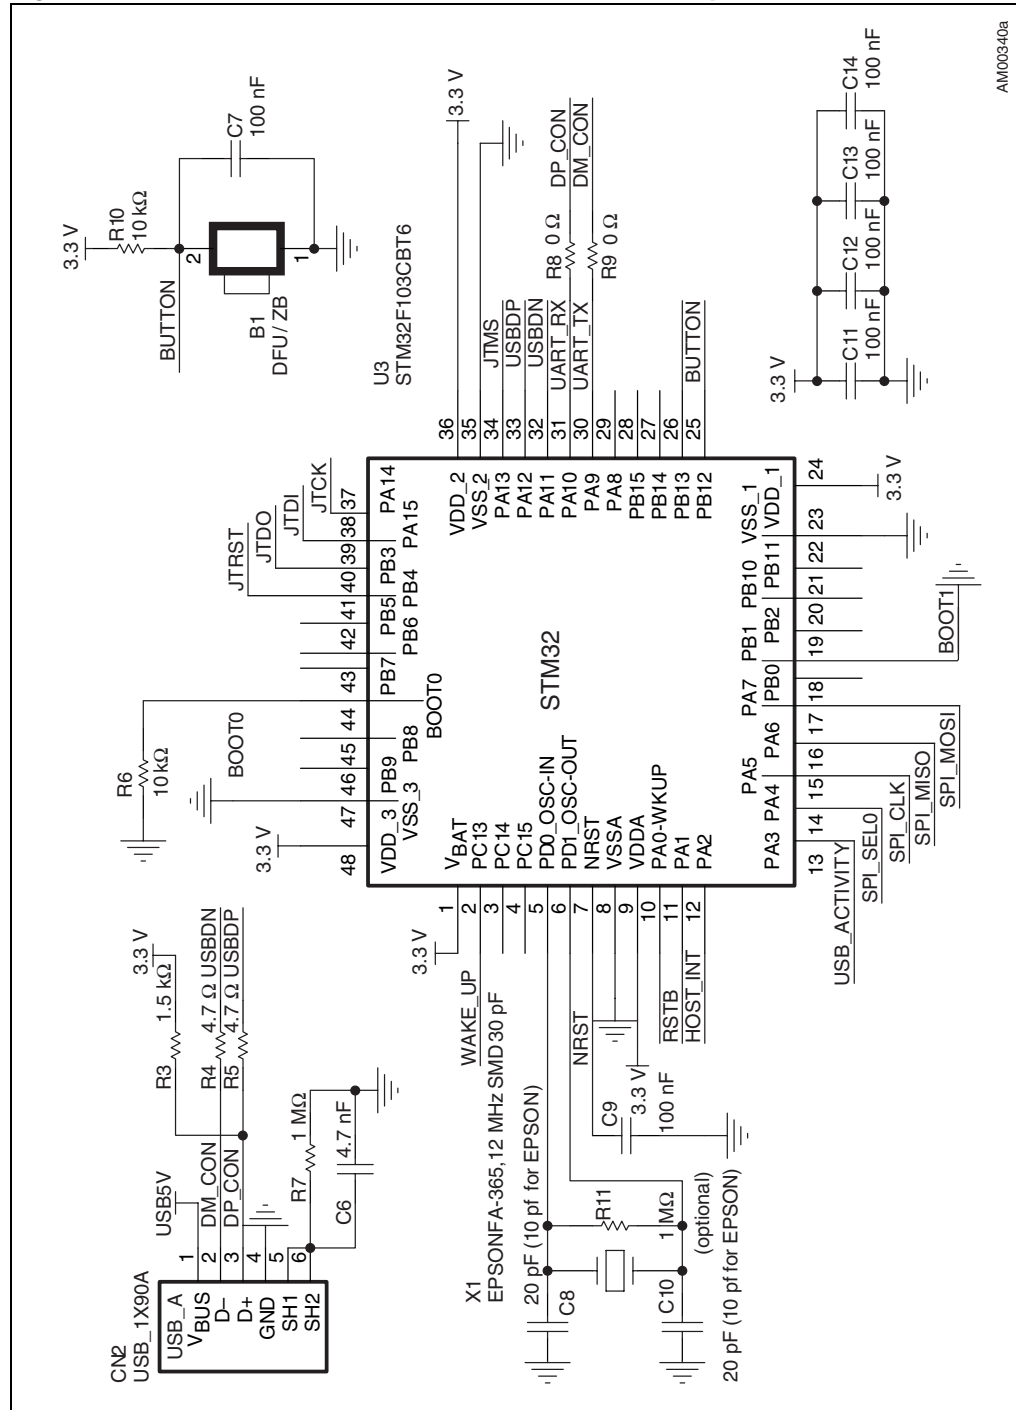 AM00340a
3.3 V
R10
10 kΩ
BUTTON
2
1
B1
DFU / ZB
C7
100 nF
U3
STM32F103CBT6
3.3 V
JTMS
USBDP
USBDN
UART_RX
UART_TX
R8 0 Ω
R9 0 Ω
DP_CON
DM_CON
BUTTON
3.3 V
C11
100 nF
C12
100 nF
C13
100 nF
C14
100 nF
JTRST
JTDO
JTDI
JTCK
BOOT0
R6
10 kΩ
3.3 V
48
47
46
45
44
43
42
41
40
39
38
37
VDD_3
VSS_3
PB9
PB8
BOOT0
PB7
PB6
PB5
PB4
PB3
PA15
PA14
36
35
34
33
32
31
30
29
28
27
26
25
VDD_2
VSS_2
PA13
PA12
PA11
PA10
PA9
PA8
PB15
PB14
PB13
PB12
STM32
VBAT
PC13
PC14
PC15
PD0_OSC-IN
PD1_OSC-OUT
NRST
VSSA
VDDA
PA0-WKUP
PA1
PA2
1
2
3
4
5
6
7
8
9
10
11
12
PA3
PA4
PA5
PA6
PA7
PB0
PB1
PB2
PB10
PB11
VSS_1
VDD_1
13
14
15
16
17
18
19
20
21
22
23
24
USB_ACTIVITY
SPI_SEL0
SPI_CLK
SPI_MISO
SPI_MOSI
BOOT1
3.3 V
3.3 V
WAKE_UP
NRST
RSTB
HOST_INT
3.3 V
C9
100 nF
X1
EPSONFA-365,12 MHz SMD 30 pF
20 pF (10 pf for EPSON)
C8
R11
1 MΩ
(optional)
C10
20 pF (10 pf for EPSON)
CN2
USB_1X90A
USB_A
VBUS
D–
D+
GND
SH1
SH2
1
2
3
4
5
6
USB5V
DM_CON
DP_CON
R3
1.5 kΩ
3.3 V
R4
4.7 Ω USBDN
R5
4.7 Ω USBDP
R7
1 MΩ
C6
4.7 nF